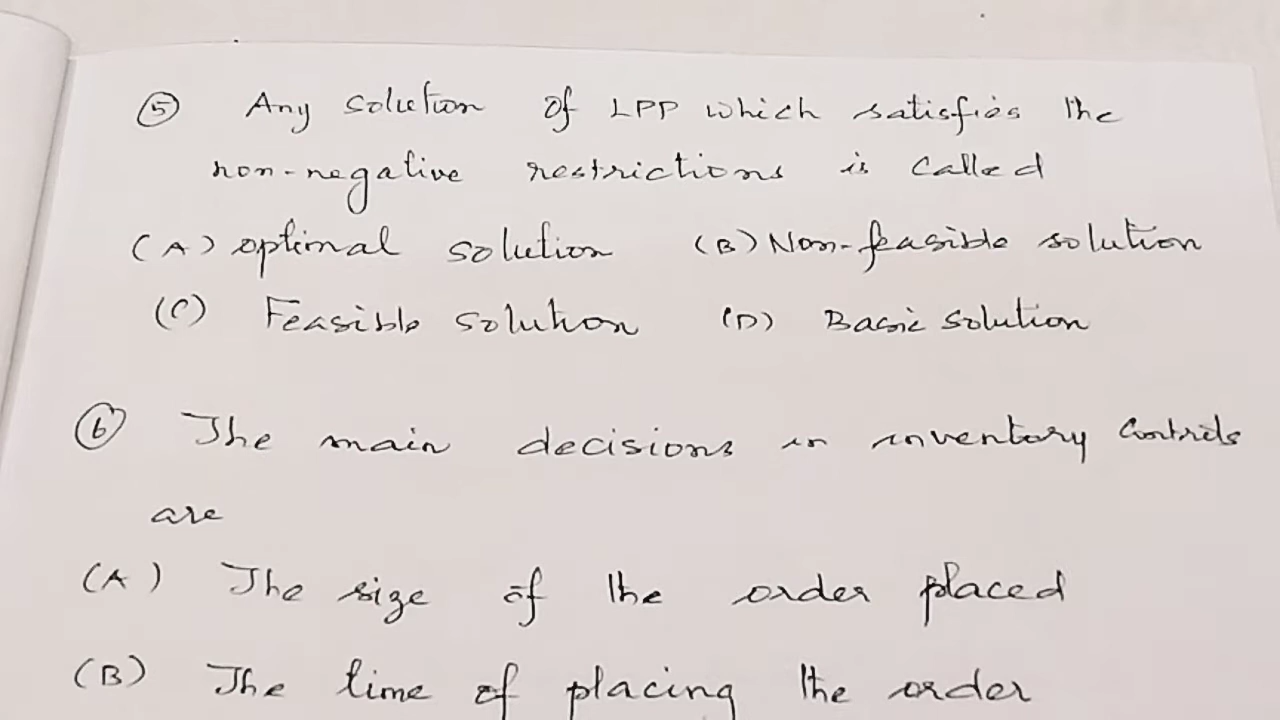 (5) Any solution of LPP which satisfies the
non-negative restrictions is called
(A) optimal solution (B) Non-feasible solution
(C) Feasible solution (D) Basic solution
(6) The main decisions in inventory controls
are
(A) The size of the order placed
(B) The time of placing the order